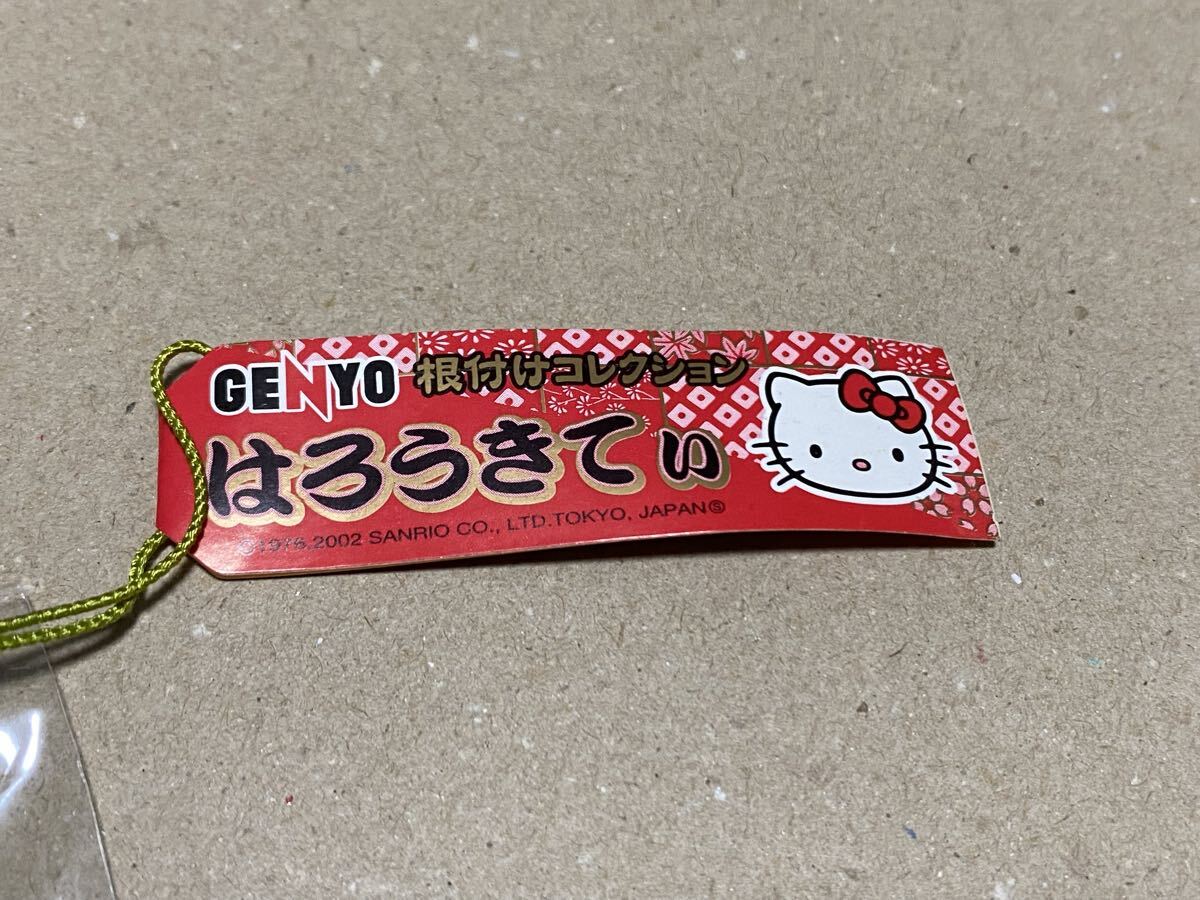 GENYO 根付けコレクション
はろうきてぃ
©1976,2002 SANRIO CO., LTD.TOKYO, JAPANⓈ